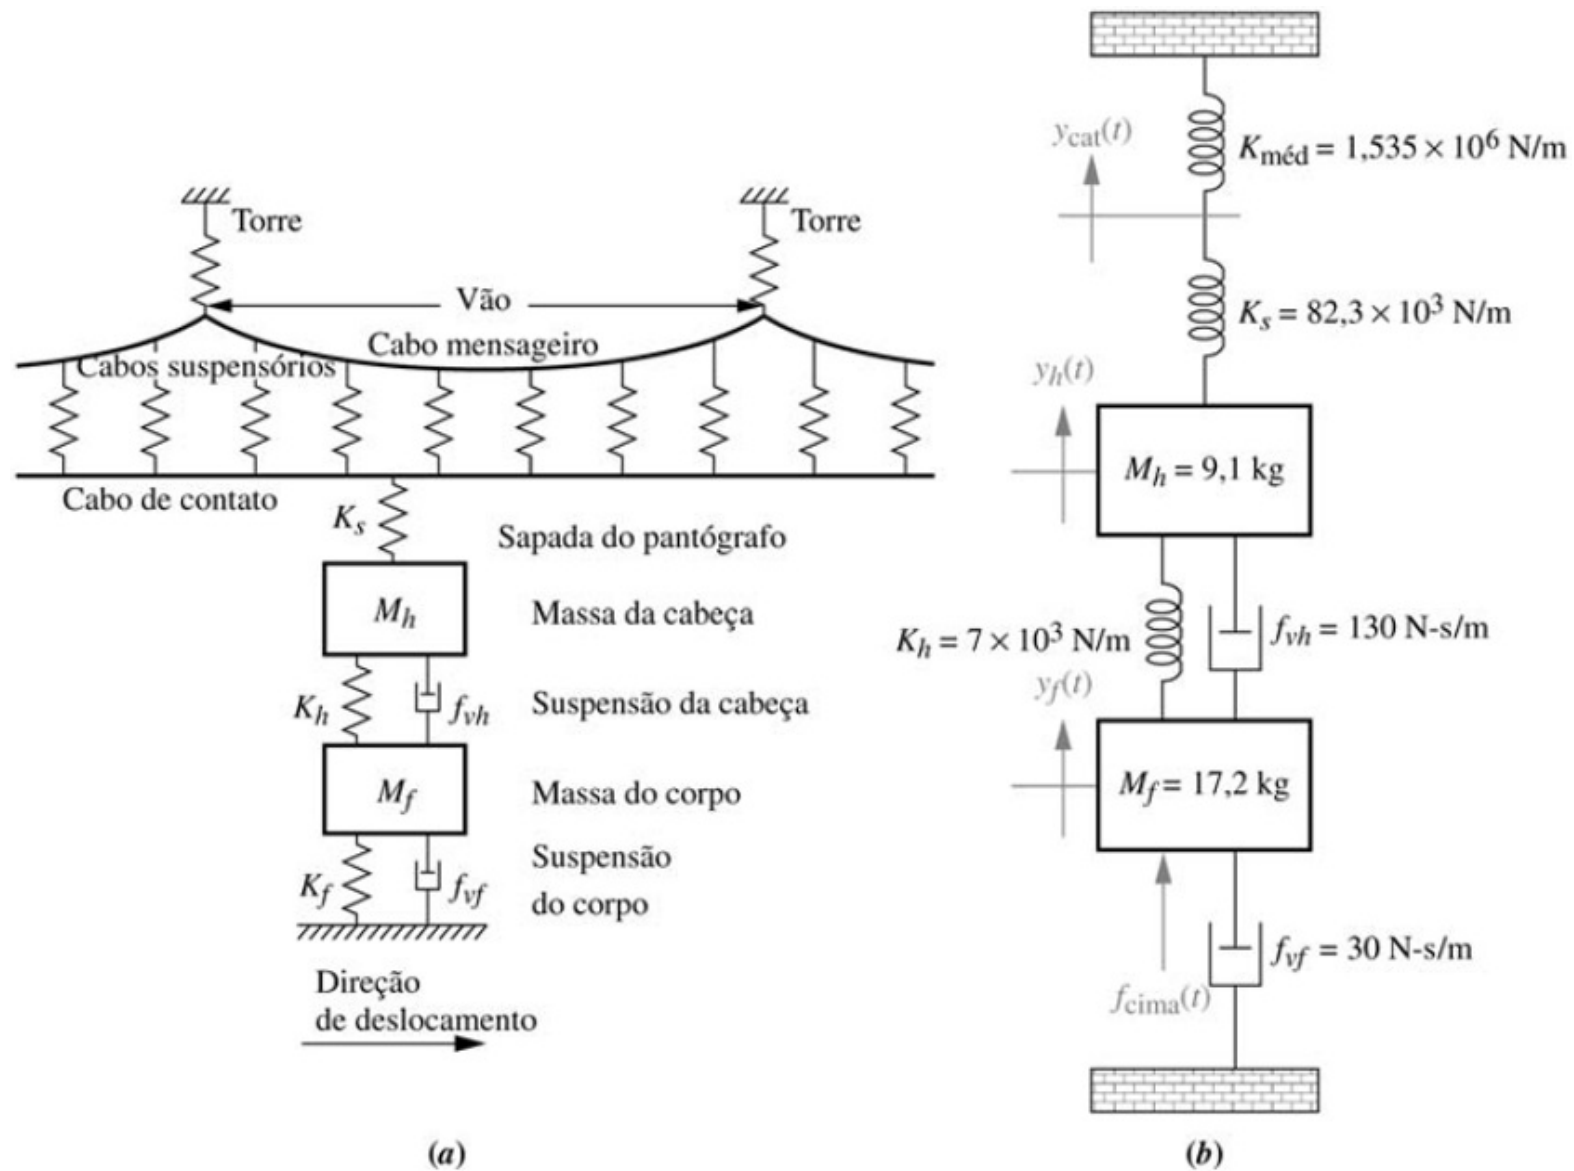 Torre
Torre
Vão
Cabo mensageiro
Cabos suspensórios
Cabo de contato
K_s
Sapada do pantógrafo
M_h
Massa da cabeça
K_h
f_vh
Suspensão da cabeça
M_f
Massa do corpo
K_f
f_vf
Suspensão
do corpo
Direção
de deslocamento
(a)
y_cat(t)
K_méd = 1,535 × 10^6 N/m
K_s = 82,3 × 10^3 N/m
y_h(t)
M_h = 9,1 kg
K_h = 7 × 10^3 N/m
f_vh = 130 N-s/m
y_f(t)
M_f = 17,2 kg
f_cima(t)
f_vf = 30 N-s/m
(b)